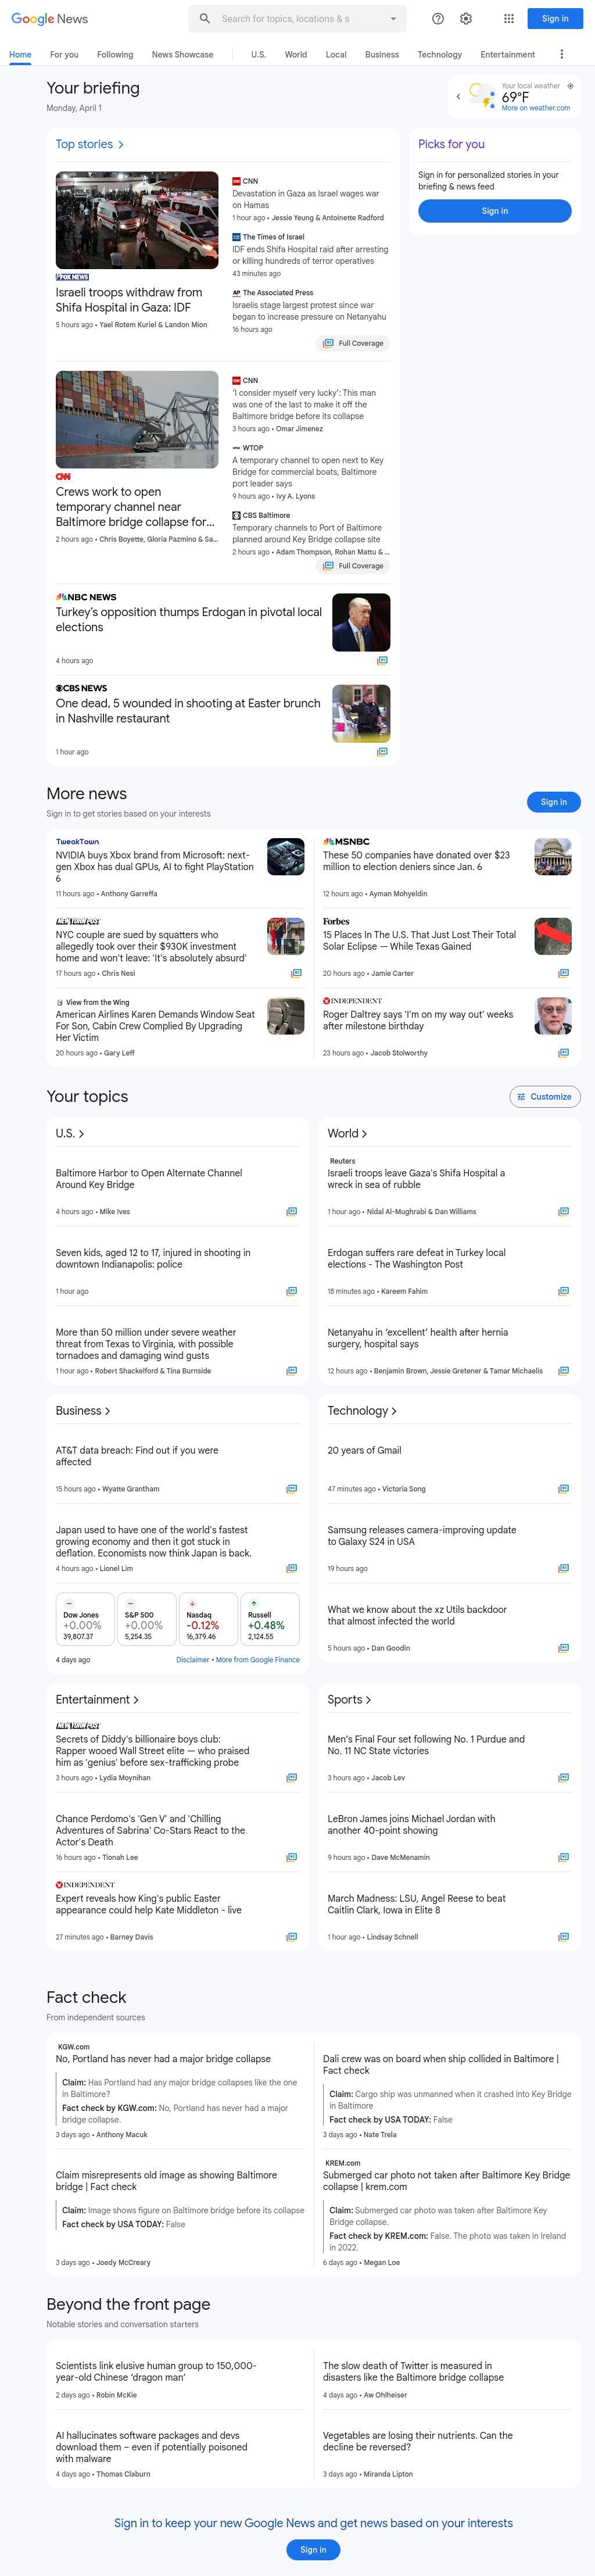 Google News
Search for topics, locations & s
Sign in
Home
For you
Following
News Showcase
U.S.
World
Local
Business
Technology
Entertainment
Your briefing
Monday, April 1
Your local weather
69°F
More on weather.com
Top stories
FOX NEWS
Israeli troops withdraw from
Shifa Hospital in Gaza: IDF
5 hours ago • Yael Rotem Kuriel & Landon Mion
CNN
Devastation in Gaza as Israel wages war
on Hamas
1 hour ago • Jessie Yeung & Antoinette Radford
The Times of Israel
IDF ends Shifa Hospital raid after arresting
or killing hundreds of terror operatives
43 minutes ago
AP
The Associated Press
Israelis stage largest protest since war
began to increase pressure on Netanyahu
16 hours ago
Full Coverage
Picks for you
Sign in for personalized stories in your
briefing & news feed
Sign in
CNN
Crews work to open
temporary channel near
Baltimore bridge collapse for...
2 hours ago • Chris Boyette, Gloria Pazmino & Sa...
CNN
'I consider myself very lucky': This man
was one of the last to make it off the
Baltimore bridge before its collapse
3 hours ago • Omar Jimenez
WTOP
A temporary channel to open next to Key
Bridge for commercial boats, Baltimore
port leader says
9 hours ago • Ivy A. Lyons
CBS Baltimore
Temporary channels to Port of Baltimore
planned around Key Bridge collapse site
2 hours ago • Adam Thompson, Rohan Mattu & ...
Full Coverage
NBC NEWS
Turkey's opposition thumps Erdogan in pivotal local
elections
4 hours ago
CBS NEWS
One dead, 5 wounded in shooting at Easter brunch
in Nashville restaurant
1 hour ago
More news
Sign in to get stories based on your interests
Sign in
TweakTown
NVIDIA buys Xbox brand from Microsoft: next-
gen Xbox has dual GPUs, AI to fight PlayStation
6
11 hours ago • Anthony Garreffa
MSNBC
These 50 companies have donated over $23
million to election deniers since Jan. 6
12 hours ago • Ayman Mohyeldin
NEW YORK POST
NYC couple are sued by squatters who
allegedly took over their $930K investment
home and won't leave: 'It's absolutely absurd'
17 hours ago • Chris Nesi
Forbes
15 Places In The U.S. That Just Lost Their Total
Solar Eclipse — While Texas Gained
20 hours ago • Jamie Carter
View from the Wing
American Airlines Karen Demands Window Seat
For Son, Cabin Crew Complied By Upgrading
Her Victim
20 hours ago • Gary Leff
INDEPENDENT
Roger Daltrey says 'I'm on my way out' weeks
after milestone birthday
23 hours ago • Jacob Stolworthy
Your topics
Customize
U.S.
Baltimore Harbor to Open Alternate Channel
Around Key Bridge
4 hours ago • Mike Ives
Seven kids, aged 12 to 17, injured in shooting in
downtown Indianapolis: police
1 hour ago
More than 50 million under severe weather
threat from Texas to Virginia, with possible
tornadoes and damaging wind gusts
1 hour ago • Robert Shackelford & Tina Burnside
World
Reuters
Israeli troops leave Gaza's Shifa Hospital a
wreck in sea of rubble
1 hour ago • Nidal Al-Mughrabi & Dan Williams
Erdogan suffers rare defeat in Turkey local
elections - The Washington Post
18 minutes ago • Kareem Fahim
Netanyahu in 'excellent' health after hernia
surgery, hospital says
12 hours ago • Benjamin Brown, Jessie Gretener & Tamar Michaelis
Business
AT&T data breach: Find out if you were
affected
15 hours ago • Wyatte Grantham
Japan used to have one of the world's fastest
growing economy and then it got stuck in
deflation. Economists now think Japan is back.
4 hours ago • Lionel Lim
Dow Jones
+0.00%
39,807.37
S&P 500
+0.00%
5,254.35
Nasdaq
-0.12%
16,379.46
Russell
+0.48%
2,124.55
4 days ago
Disclaimer • More from Google Finance
Technology
20 years of Gmail
47 minutes ago • Victoria Song
Samsung releases camera-improving update
to Galaxy S24 in USA
19 hours ago
What we know about the xz Utils backdoor
that almost infected the world
5 hours ago • Dan Goodin
Entertainment
NEW YORK POST
Secrets of Diddy's billionaire boys club:
Rapper wooed Wall Street elite — who praised
him as 'genius' before sex-trafficking probe
3 hours ago • Lydia Moynihan
Chance Perdomo's 'Gen V' and 'Chilling
Adventures of Sabrina' Co-Stars React to the
Actor's Death
16 hours ago • Tionah Lee
INDEPENDENT
Expert reveals how King's public Easter
appearance could help Kate Middleton - live
27 minutes ago • Barney Davis
Sports
Men's Final Four set following No. 1 Purdue and
No. 11 NC State victories
3 hours ago • Jacob Lev
LeBron James joins Michael Jordan with
another 40-point showing
9 hours ago • Dave McMenamin
March Madness: LSU, Angel Reese to beat
Caitlin Clark, Iowa in Elite 8
1 hour ago • Lindsay Schnell
Fact check
From independent sources
KGW.com
No, Portland has never had a major bridge collapse
Claim: Has Portland had any major bridge collapses like the one
in Baltimore?
Fact check by KGW.com: No, Portland has never had a major
bridge collapse.
3 days ago • Anthony Macuk
Dali crew was on board when ship collided in Baltimore |
Fact check
Claim: Cargo ship was unmanned when it crashed into Key Bridge
in Baltimore
Fact check by USA TODAY: False
3 days ago • Nate Trela
Claim misrepresents old image as showing Baltimore
bridge | Fact check
Claim: Image shows figure on Baltimore bridge before its collapse
Fact check by USA TODAY: False
3 days ago • Joedy McCreary
KREM.com
Submerged car photo not taken after Baltimore Key Bridge
collapse | krem.com
Claim: Submerged car photo was taken after Baltimore Key
Bridge collapse.
Fact check by KREM.com: False. The photo was taken in Ireland
in 2022.
6 days ago • Megan Loe
Beyond the front page
Notable stories and conversation starters
Scientists link elusive human group to 150,000-
year-old Chinese 'dragon man'
2 days ago • Robin McKie
The slow death of Twitter is measured in
disasters like the Baltimore bridge collapse
4 days ago • Aw Ohlheiser
AI hallucinates software packages and devs
download them – even if potentially poisoned
with malware
4 days ago • Thomas Claburn
Vegetables are losing their nutrients. Can the
decline be reversed?
3 days ago • Miranda Lipton
Sign in to keep your new Google News and get news based on your interests
Sign in